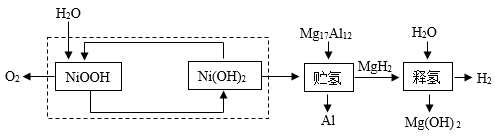 H₂O
Mg₁₇Al₁₂
H₂O
O₂
NiOOH
Ni(OH)₂
贮氢
MgH₂
释氢
H₂
Al
Mg(OH)₂